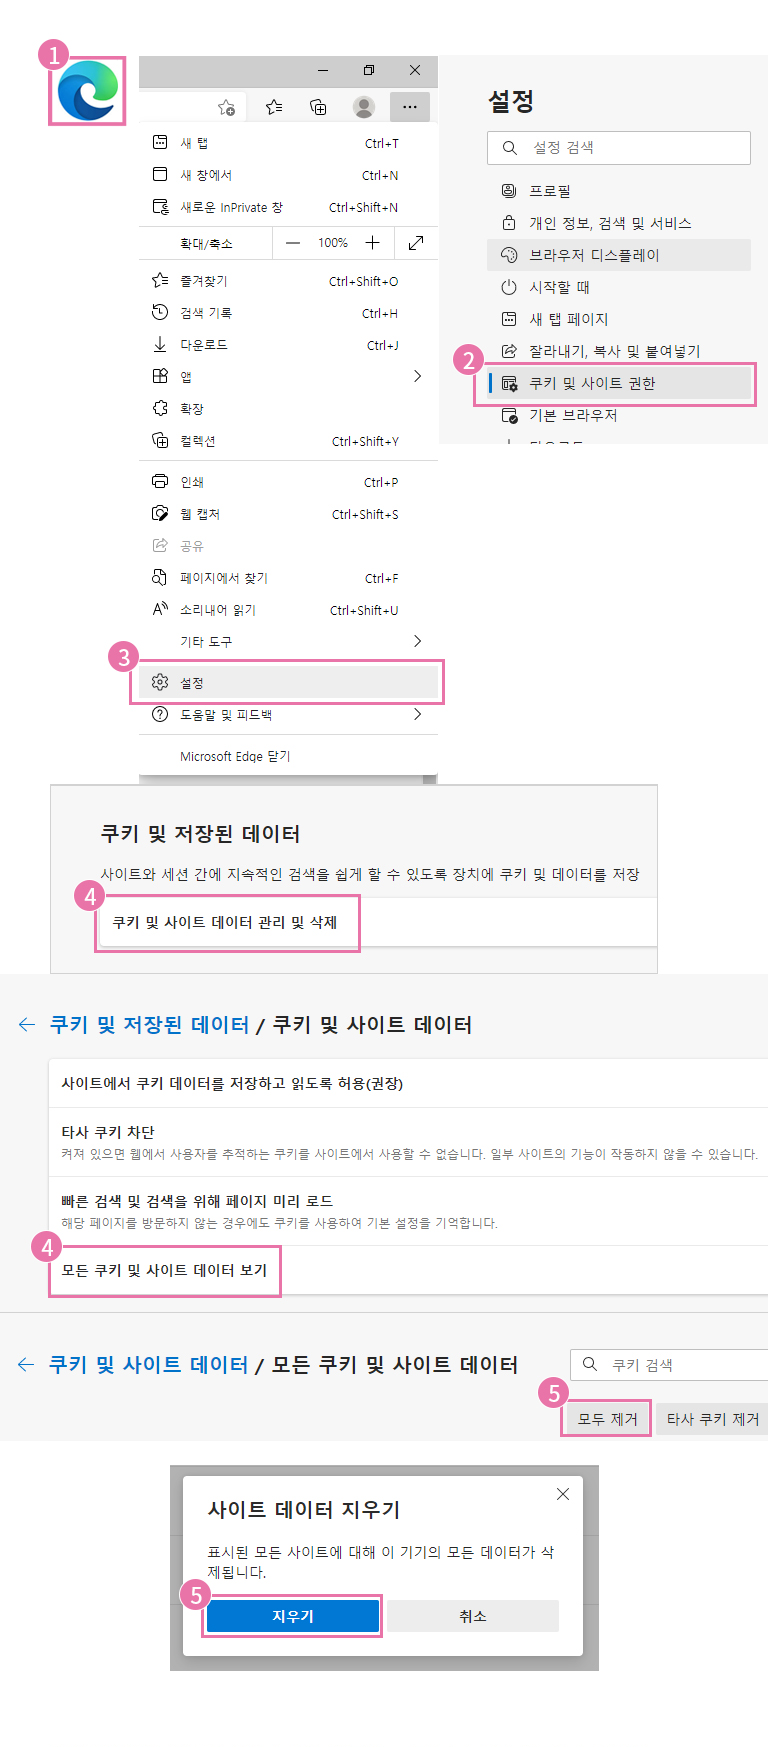 1
새 탭 Ctrl+T
새 창에서 Ctrl+N
새로운 InPrivate 창 Ctrl+Shift+N
확대/축소 100%
즐겨찾기 Ctrl+Shift+O
검색 기록 Ctrl+H
다운로드 Ctrl+J
앱
확장
컬렉션 Ctrl+Shift+Y
인쇄 Ctrl+P
웹 캡처 Ctrl+Shift+S
공유
페이지에서 찾기 Ctrl+F
소리내어 읽기 Ctrl+Shift+U
기타 도구
3
설정
도움말 및 피드백
Microsoft Edge 닫기
설정
설정 검색
프로필
개인 정보, 검색 및 서비스
브라우저 디스플레이
시작할 때
새 탭 페이지
잘라내기, 복사 및 붙여넣기
2
쿠키 및 사이트 권한
기본 브라우저
쿠키 및 저장된 데이터
사이트와 세션 간에 지속적인 검색을 쉽게 할 수 있도록 장치에 쿠키 및 데이터를 저장
4
쿠키 및 사이트 데이터 관리 및 삭제
쿠키 및 저장된 데이터 / 쿠키 및 사이트 데이터
사이트에서 쿠키 데이터를 저장하고 읽도록 허용(권장)
타사 쿠키 차단
켜져 있으면 웹에서 사용자를 추적하는 쿠키를 사이트에서 사용할 수 없습니다. 일부 사이트의 기능이 작동하지 않을 수 있습니다.
빠른 검색 및 검색을 위해 페이지 미리 로드
해당 페이지를 방문하지 않는 경우에도 쿠키를 사용하여 기본 설정을 기억합니다.
4
모든 쿠키 및 사이트 데이터 보기
쿠키 및 사이트 데이터 / 모든 쿠키 및 사이트 데이터
쿠키 검색
5
모두 제거 타사 쿠키 제거
사이트 데이터 지우기
표시된 모든 사이트에 대해 이 기기의 모든 데이터가 삭
제됩니다.
5
지우기 취소